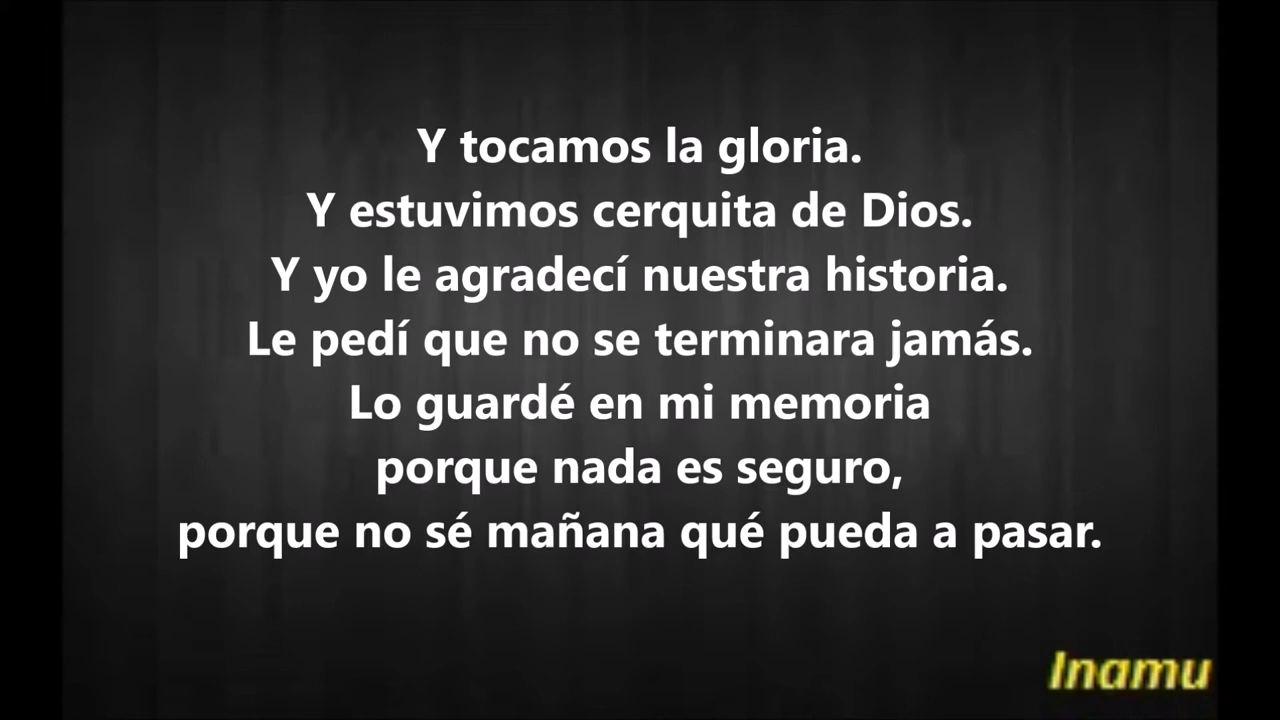 Y tocamos la gloria.
Y estuvimos cerquita de Dios.
Y yo le agradecí nuestra historia.
Le pedí que no se terminara jamás.
Lo guardé en mi memoria
porque nada es seguro,
porque no sé mañana qué pueda a pasar.
Inamu